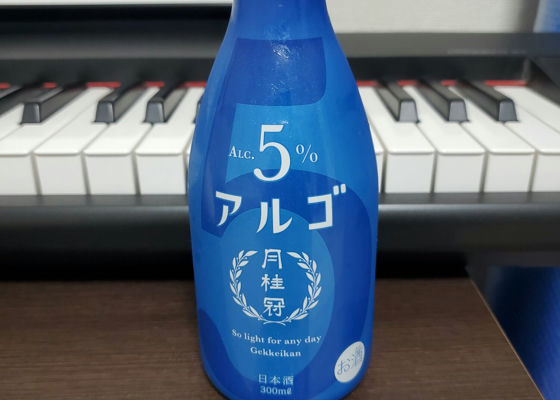 ALC. 5%
アルゴ
月桂冠
So light for any day
Gekkeikan
お酒
日本酒
300mℓ